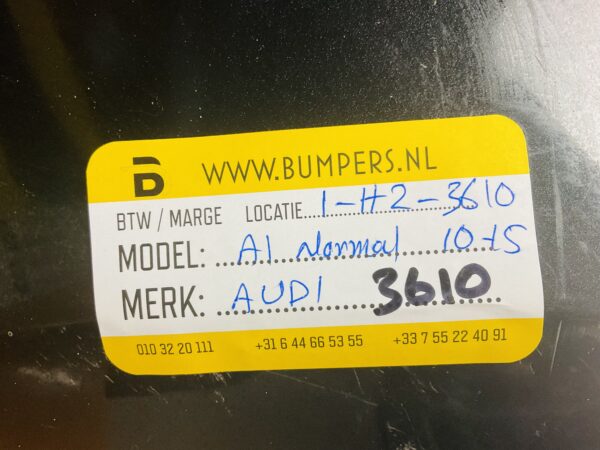 WWW.BUMPERS.NL
BTW / MARGE LOCATIE 1-H2-3610
MODEL: A1 Normal 10-15
MERK: AUDI 3610
010 32 20 111 +31 6 44 66 53 55 +33 7 55 22 40 91